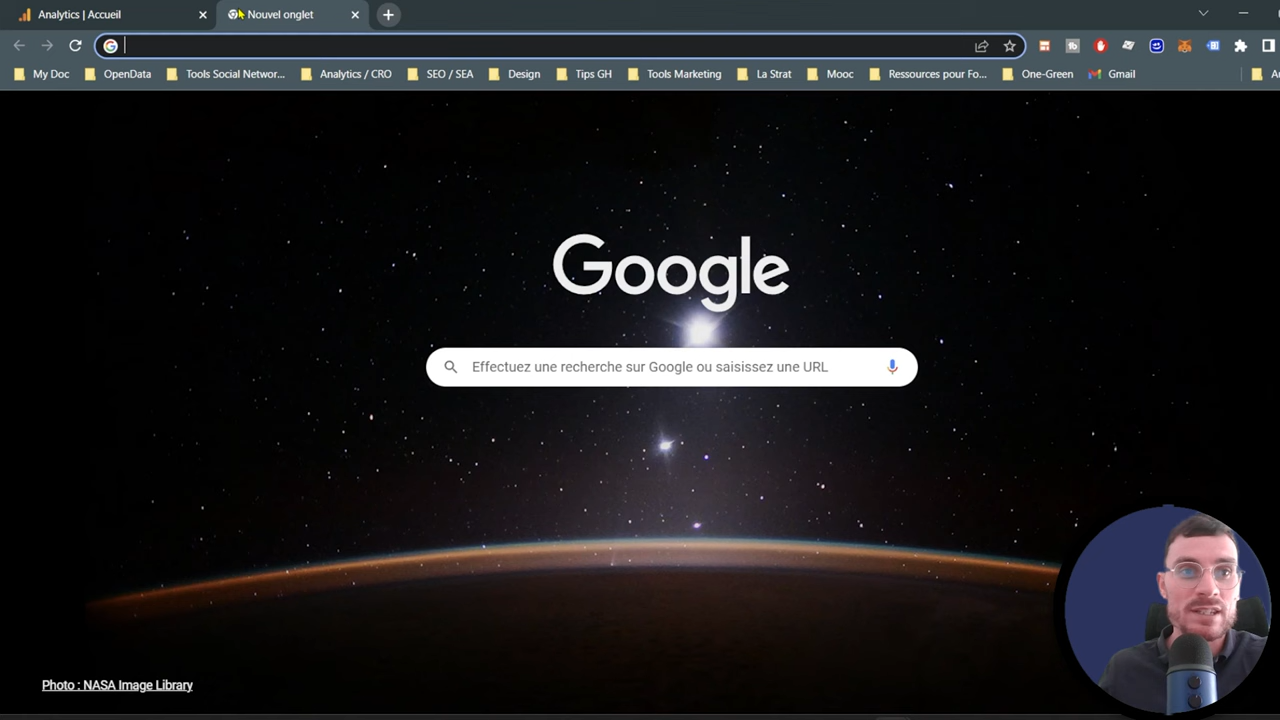 Analytics | Accueil
Nouvel onglet
My Doc
OpenData
Tools Social Networ...
Analytics / CRO
SEO / SEA
Design
Tips GH
Tools Marketing
La Strat
Mooc
Ressources pour Fo...
One-Green
Gmail
Google
Effectuez une recherche sur Google ou saisissez une URL
Photo : NASA Image Library